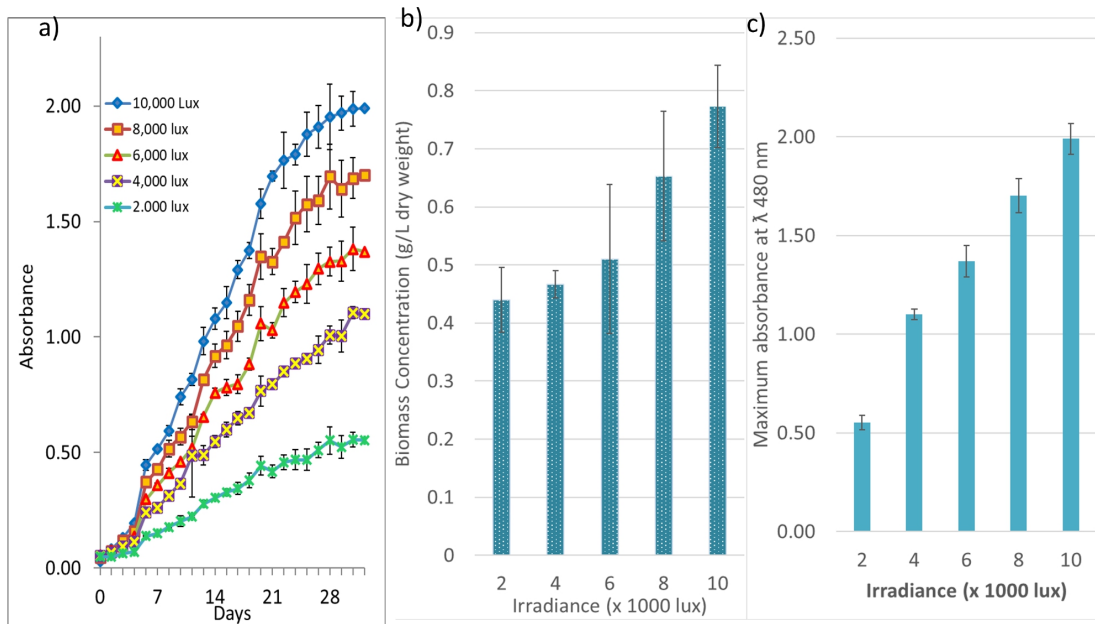 a)
2.00
1.50
1.00
0.50
0.00
Absorbance
10,000 Lux
8,000 lux
6,000 lux
4,000 lux
2.000 lux
0 7 14 21 28
Days
b)
0.9
0.8
0.7
0.6
0.5
0.4
0.3
0.2
0.1
0
Biomass Concentration (g/L dry weight)
2 4 6 8 10
Irradiance (x 1000 lux)
c)
2.50
2.00
1.50
1.00
0.50
0.00
Maximum absorbance at λ 480 nm
2 4 6 8 10
Irradiance (x 1000 lux)